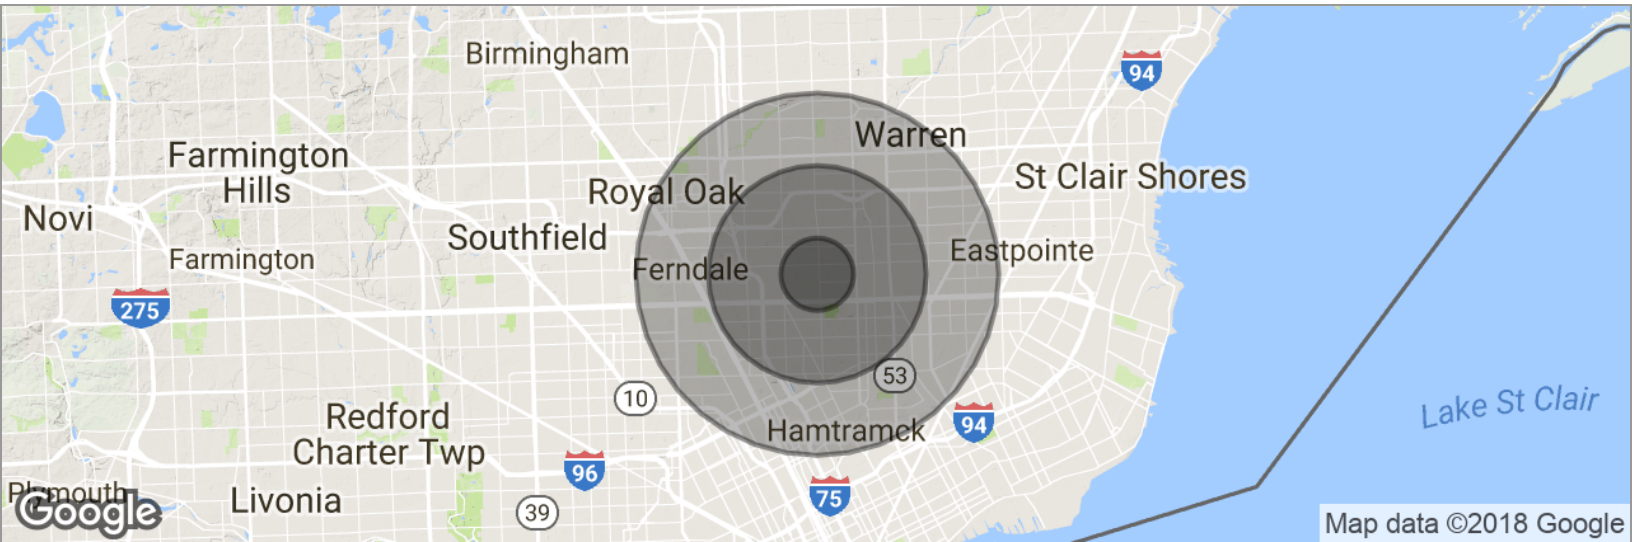 Birmingham
94
Warren
Farmington
Hills
St Clair Shores
Royal Oak
Novi
Southfield
Eastpointe
Farmington
Ferndale
275
53
10
Lake St Clair
Redford
Charter Twp
Hamtramck
94
96
Plymouth
Livonia
75
39
Google
Map data ©2018 Google